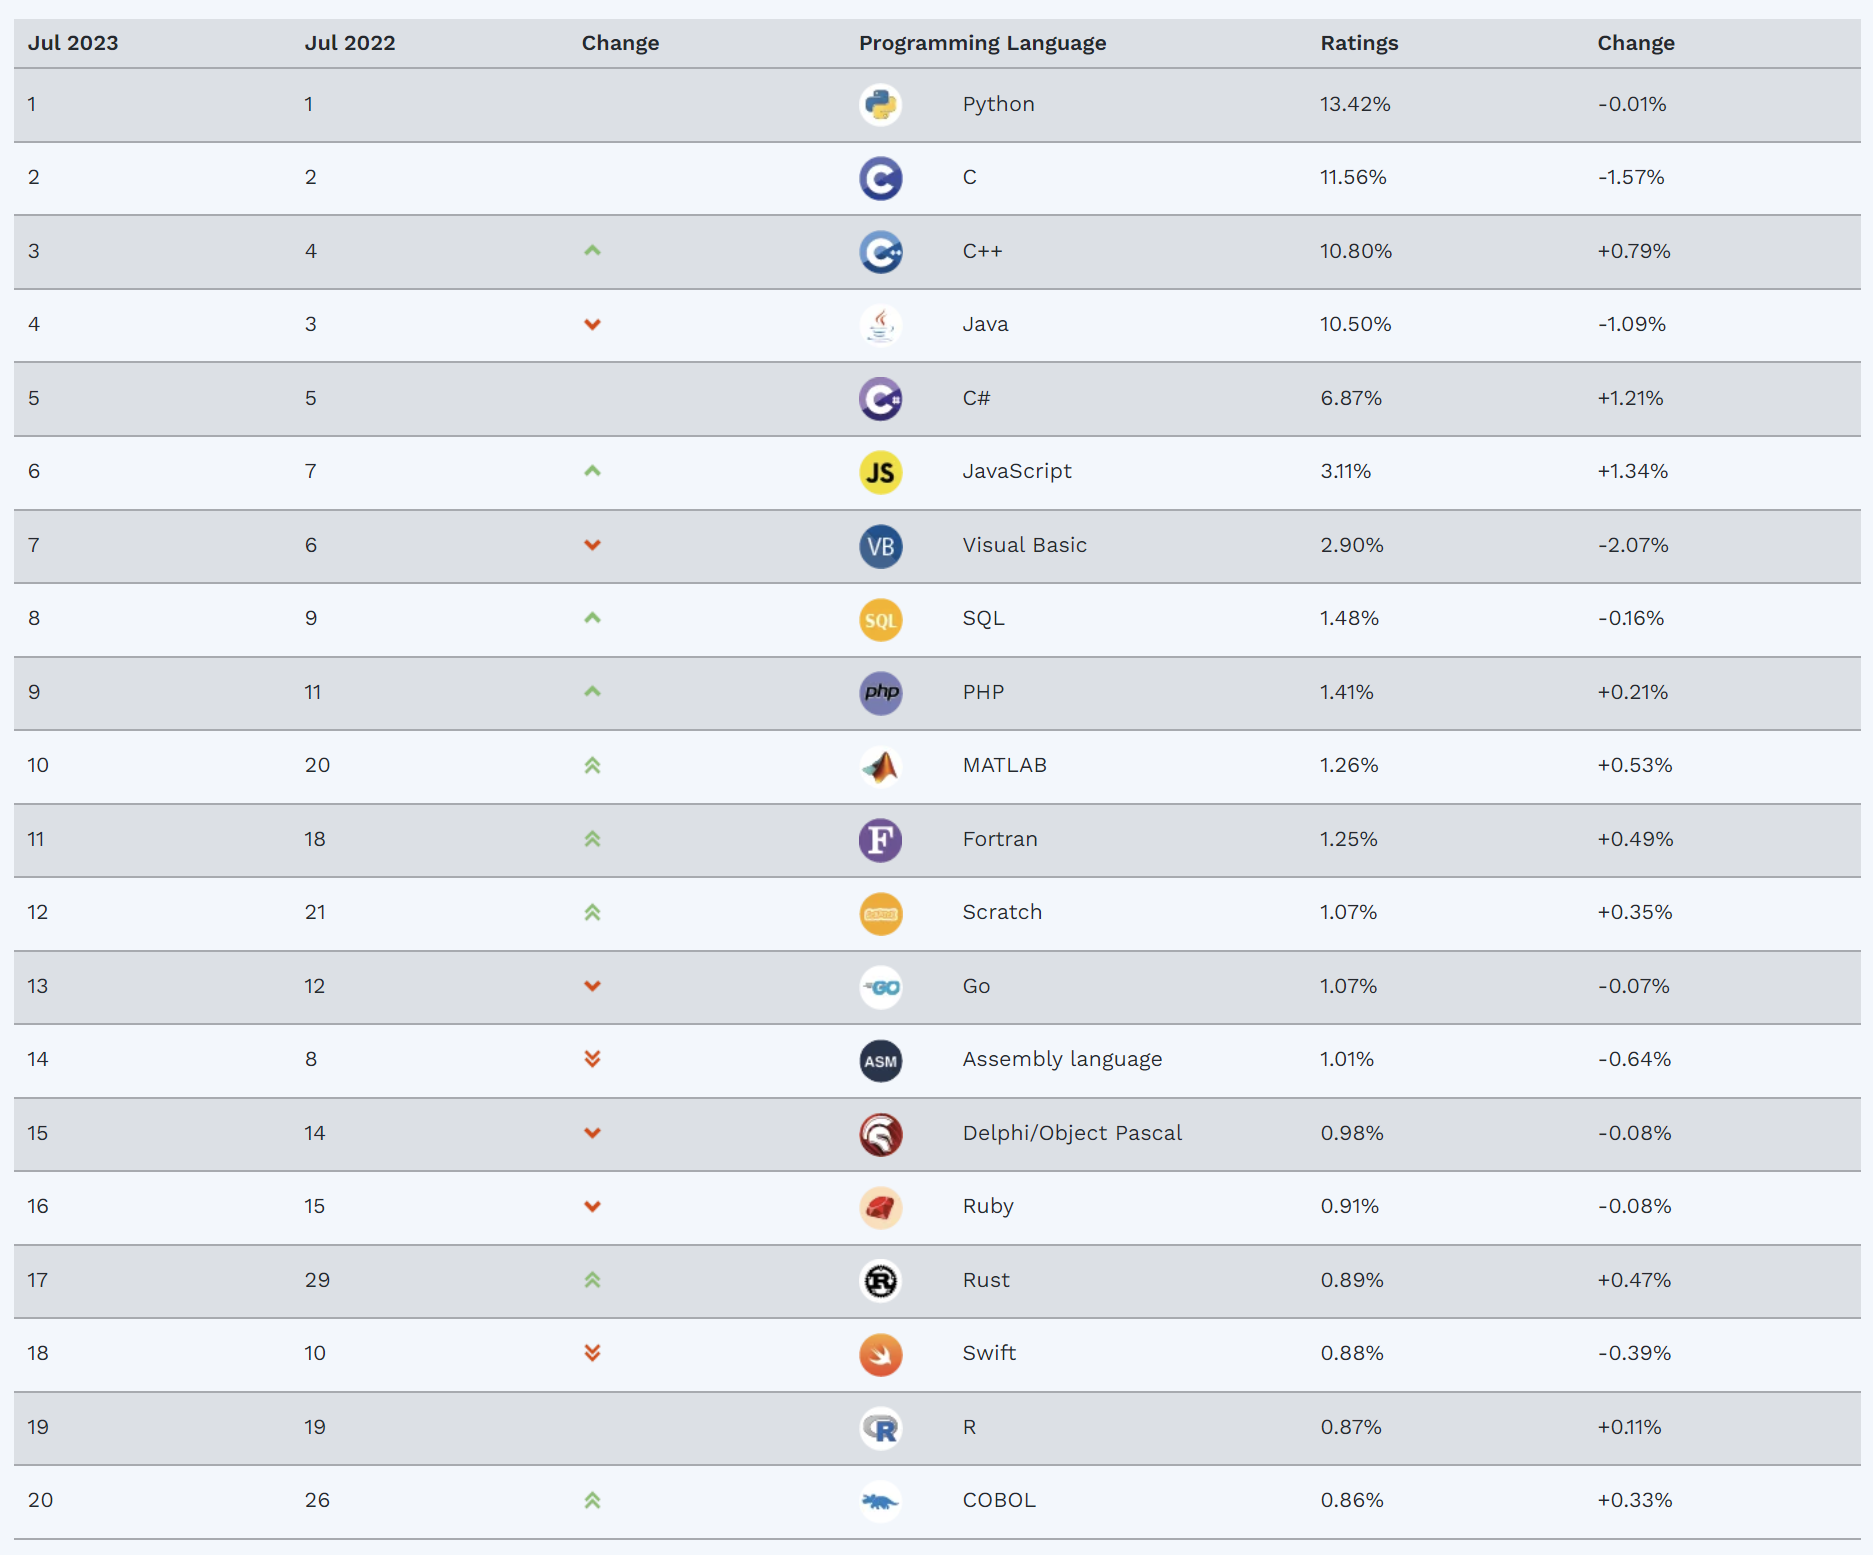 Jul 2023 Jul 2022 Change Programming Language Ratings Change
1 1 Python 13.42% -0.01%
2 2 C C 11.56% -1.57%
3 4 C++ C++ 10.80% +0.79%
4 3 Java 10.50% -1.09%
5 5 C# C# 6.87% +1.21%
6 7 JS JavaScript 3.11% +1.34%
7 6 VB Visual Basic 2.90% -2.07%
8 9 SQL SQL 1.48% -0.16%
9 11 php PHP 1.41% +0.21%
10 20 MATLAB 1.26% +0.53%
11 18 F Fortran 1.25% +0.49%
12 21 Scratch 1.07% +0.35%
13 12 GO Go 1.07% -0.07%
14 8 ASM Assembly language 1.01% -0.64%
15 14 Delphi/Object Pascal 0.98% -0.08%
16 15 Ruby 0.91% -0.08%
17 29 R Rust 0.89% +0.47%
18 10 Swift 0.88% -0.39%
19 19 R R 0.87% +0.11%
20 26 COBOL 0.86% +0.33%